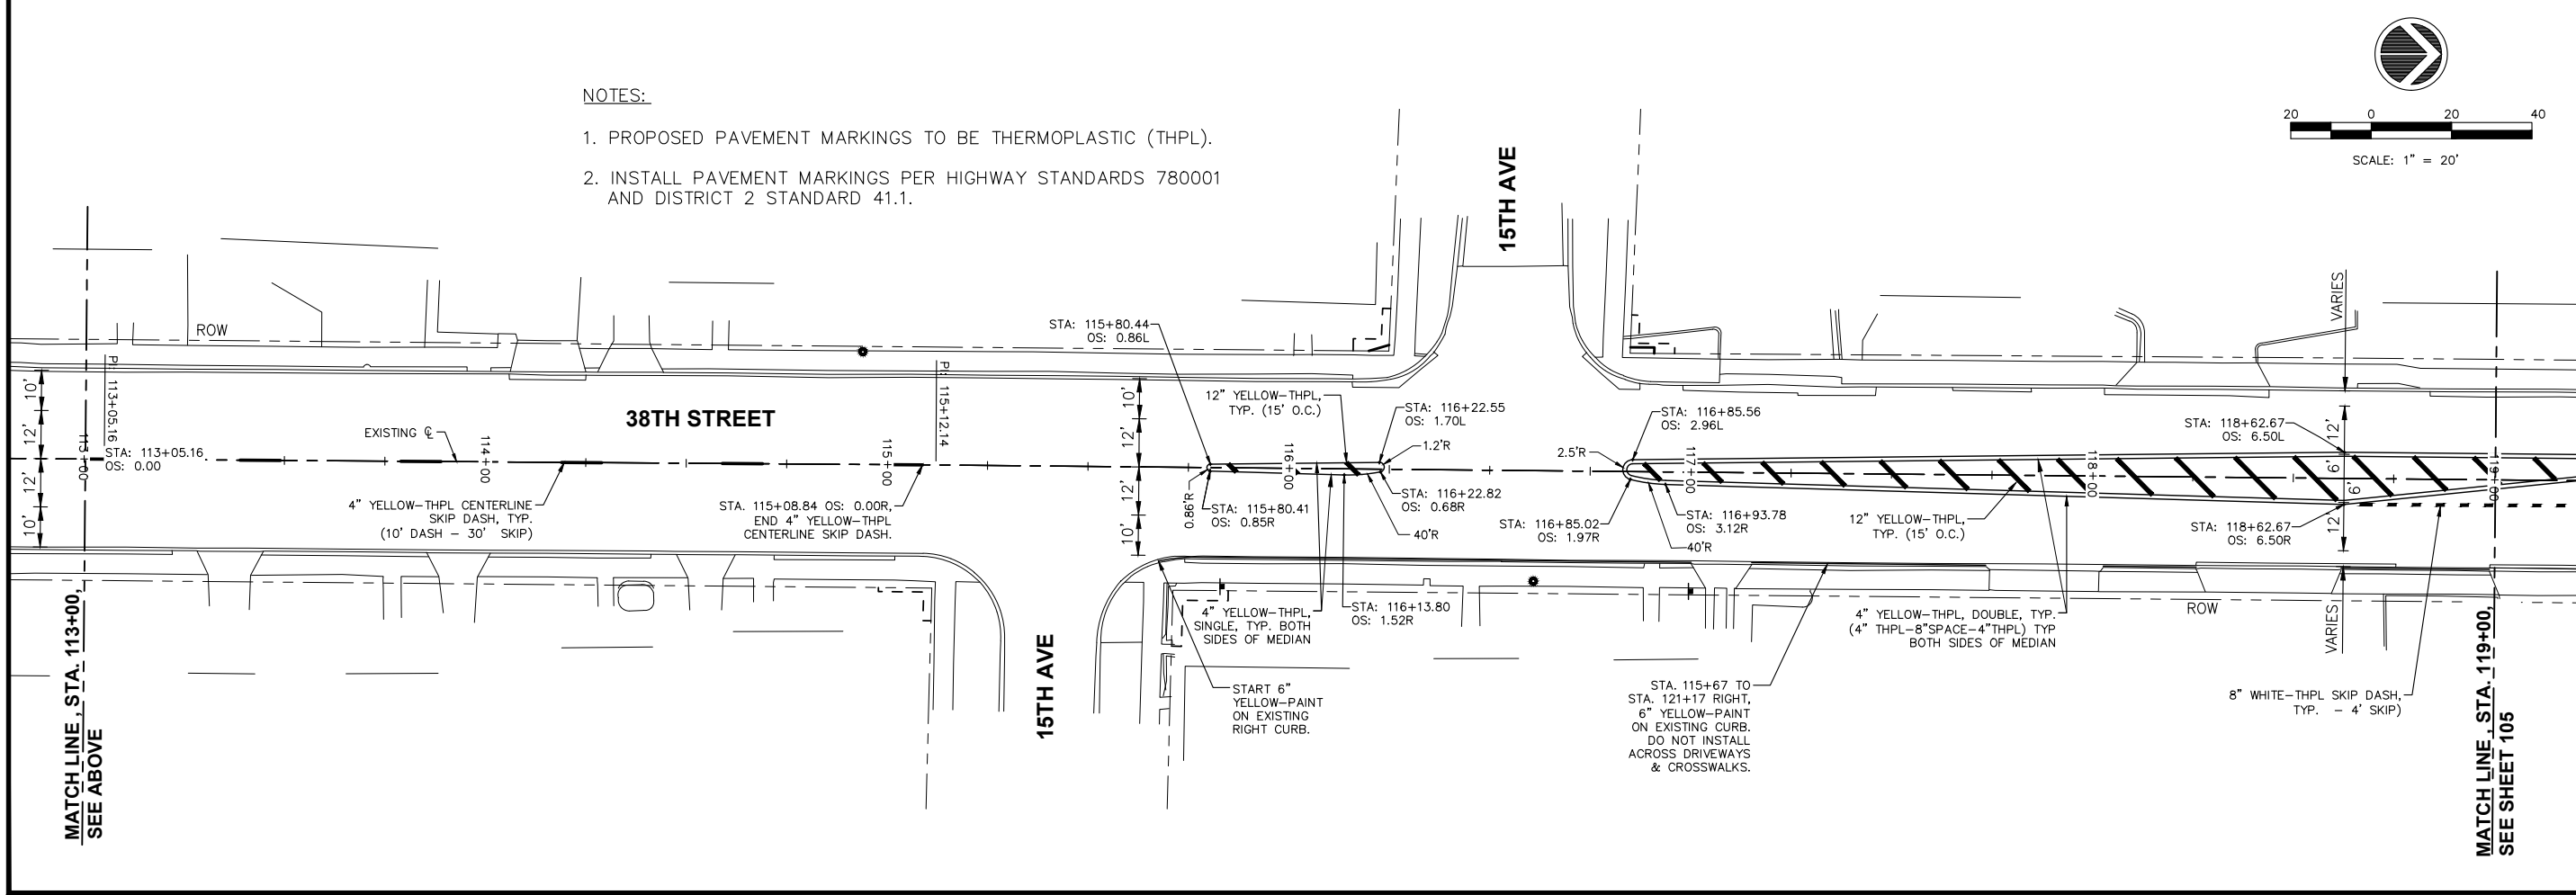 NOTES:
1. PROPOSED PAVEMENT MARKINGS TO BE THERMOPLASTIC (THPL).
2. INSTALL PAVEMENT MARKINGS PER HIGHWAY STANDARDS 780001
AND DISTRICT 2 STANDARD 41.1.
20 0 20 40
SCALE: 1" = 20'
15TH AVE
ROW
PI: 113+05.16
10'
12'
12'
10'
113+00
STA: 113+05.16
OS: 0.00
EXISTING ℄
38TH STREET
114+00
4" YELLOW-THPL CENTERLINE
SKIP DASH, TYP.
(10' DASH - 30' SKIP)
115+00
PI: 115+12.14
STA. 115+08.84 OS: 0.00R,
END 4" YELLOW-THPL
CENTERLINE SKIP DASH.
STA: 115+80.44
OS: 0.86L
10'
12'
12'
10'
0.86'R
STA: 115+80.41
OS: 0.85R
12" YELLOW-THPL,
TYP. (15' O.C.)
116+00
STA: 116+22.55
OS: 1.70L
1.2'R
STA: 116+22.82
OS: 0.68R
40'R
STA: 116+13.80
OS: 1.52R
4" YELLOW-THPL,
SINGLE, TYP. BOTH
SIDES OF MEDIAN
START 6"
YELLOW-PAINT
ON EXISTING
RIGHT CURB.
15TH AVE
STA: 116+85.56
OS: 2.96L
2.5'R
STA: 116+85.02
OS: 1.97R
117+00
STA: 116+93.78
OS: 3.12R
40'R
12" YELLOW-THPL,
TYP. (15' O.C.)
118+00
4" YELLOW-THPL, DOUBLE, TYP.
(4" THPL-8"SPACE-4"THPL) TYP
BOTH SIDES OF MEDIAN
STA. 115+67 TO
STA. 121+17 RIGHT,
6" YELLOW-PAINT
ON EXISTING CURB.
DO NOT INSTALL
ACROSS DRIVEWAYS
& CROSSWALKS.
STA: 118+62.67
OS: 6.50L
STA: 118+62.67
OS: 6.50R
VARIES
12'
6'
6'
12'
VARIES
119+00
ROW
8" WHITE-THPL SKIP DASH,
TYP. - 4' SKIP)
MATCH LINE , STA. 113+00,
SEE ABOVE
MATCH LINE , STA. 119+00,
SEE SHEET 105